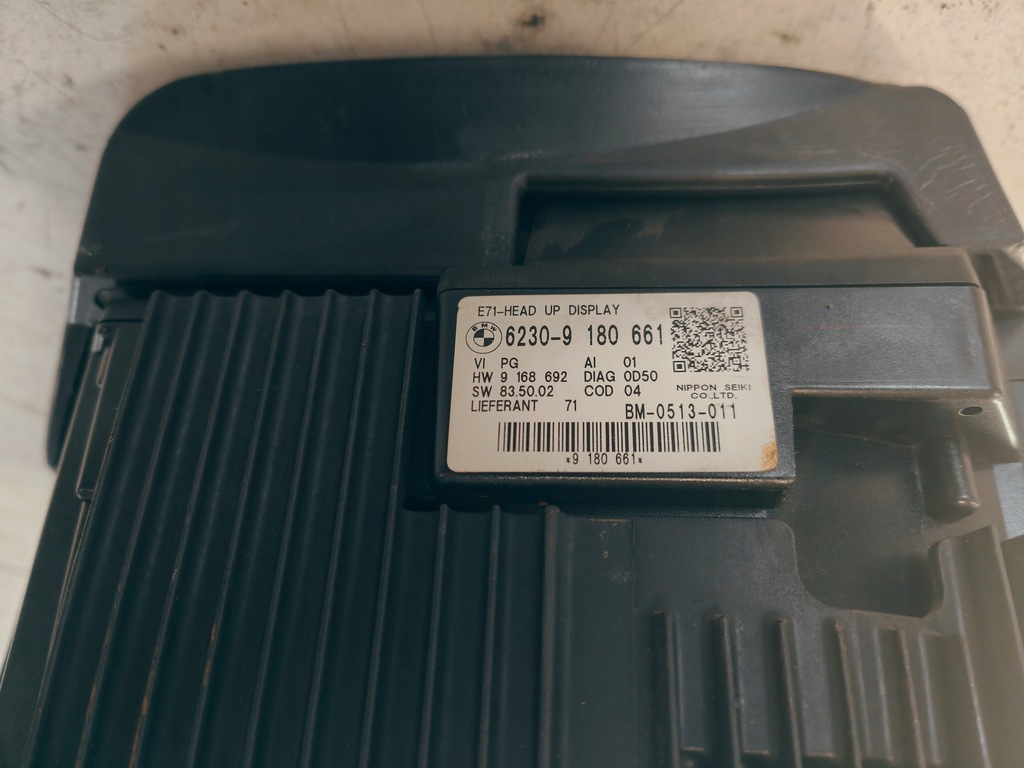 E71-HEAD UP DISPLAY
BMW 6230-9 180 661
VI PG AI 01
HW 9 168 692 DIAG 0D50
SW 83.50.02 COD 04
NIPPON SEIKI
CO.,LTD.
LIEFERANT 71
BM-0513-011
*9 180 661*